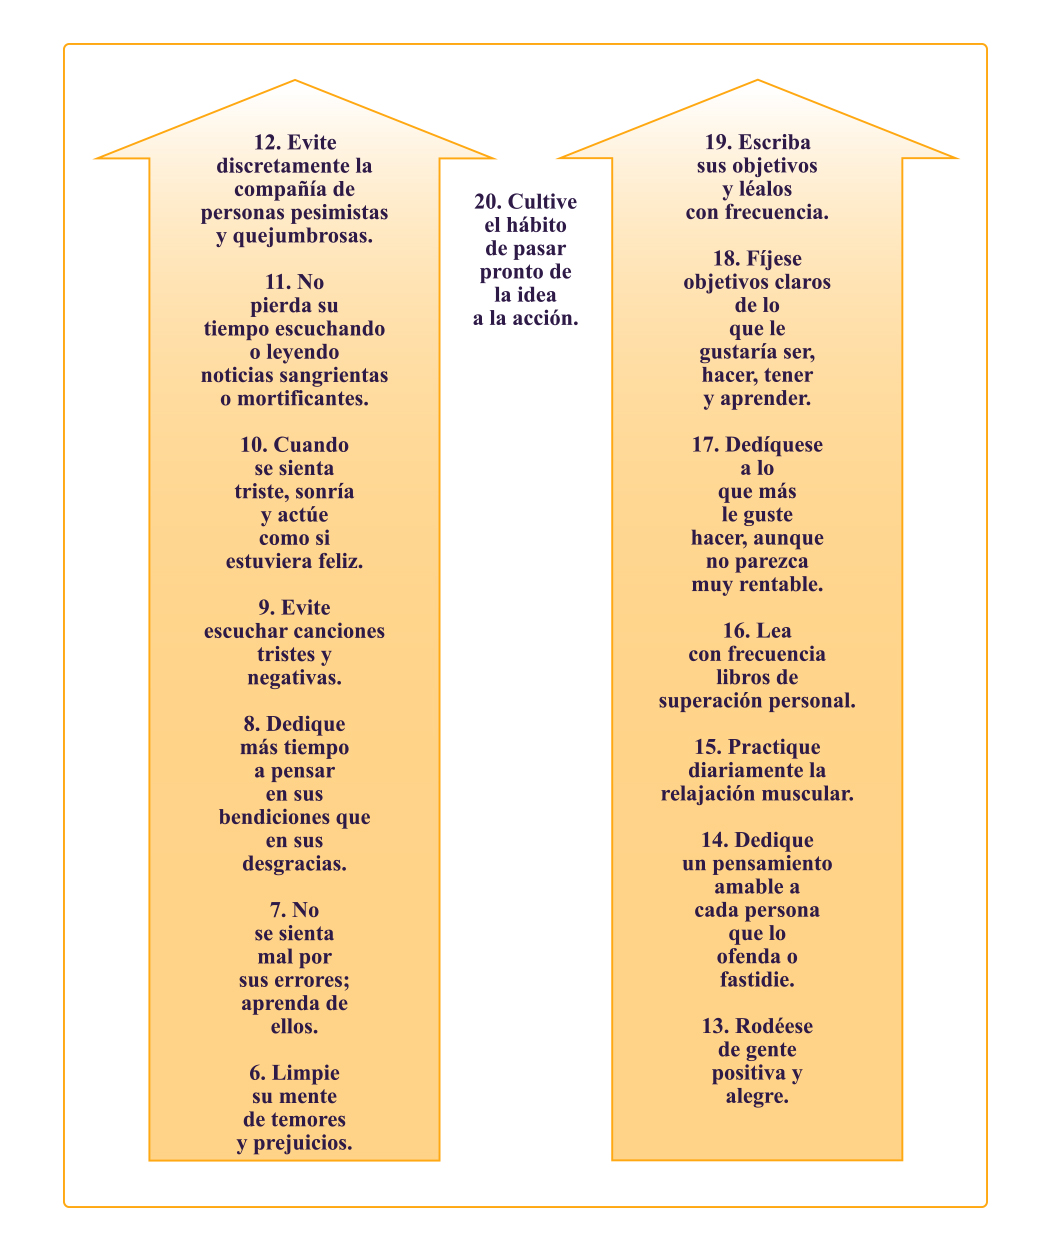 12. Evite
discretamente la
compañía de
personas pesimistas
y quejumbrosas.
11. No
pierda su
tiempo escuchando
o leyendo
noticias sangrientas
o mortificantes.
10. Cuando
se sienta
triste, sonría
y actúe
como si
estuviera feliz.
9. Evite
escuchar canciones
tristes y
negativas.
8. Dedique
más tiempo
a pensar
en sus
bendiciones que
en sus
desgracias.
7. No
se sienta
mal por
sus errores;
aprenda de
ellos.
6. Limpie
su mente
de temores
y prejuicios.
20. Cultive
el hábito
de pasar
pronto de
la idea
a la acción.
19. Escriba
sus objetivos
y léalos
con frecuencia.
18. Fíjese
objetivos claros
de lo
que le
gustaría ser,
hacer, tener
y aprender.
17. Dedíquese
a lo
que más
le guste
hacer, aunque
no parezca
muy rentable.
16. Lea
con frecuencia
libros de
superación personal.
15. Practique
diariamente la
relajación muscular.
14. Dedique
un pensamiento
amable a
cada persona
que lo
ofenda o
fastidie.
13. Rodéese
de gente
positiva y
alegre.